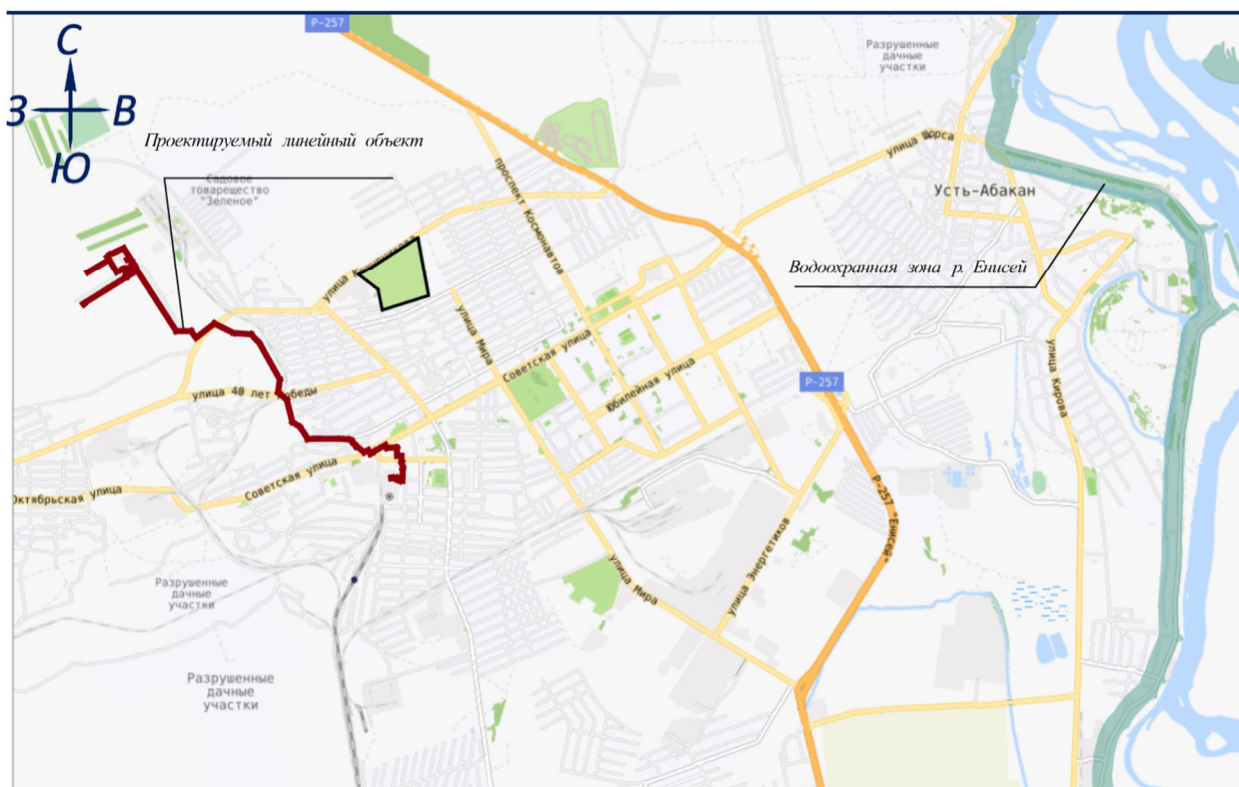 Р-257
С
З
В
Ю
Проектируемый линейный объект
Разрушенные
дачные
участки
улица
проспект Космонавтов
Садовое
товарещество
"Зеленое"
Усть-Абакан
улица
Водоохранная зона р. Енисей
улица Мира
Советская улица
улица Кирова
Юбилейная улица
Р-257
улица 40 лет Победы
Советская улица
Октябрьская улица
Р-257 "Енисей"
улица Энергетиков
улица Мира
Разрушенные
дачные
участки
Разрушенные
дачные
участки